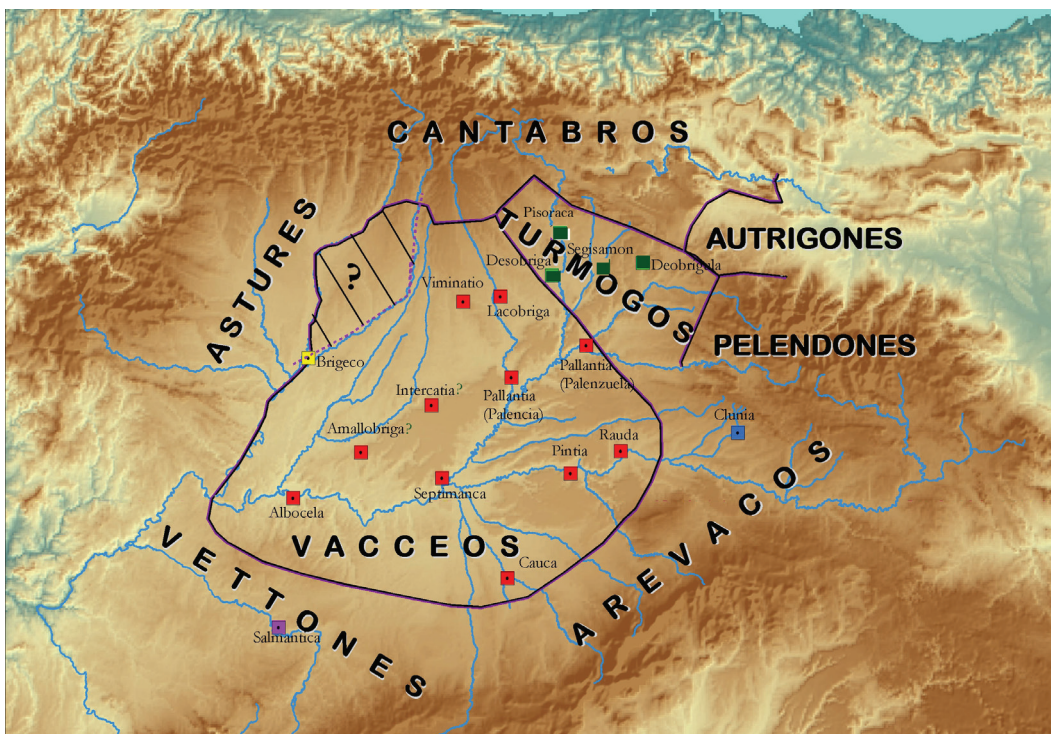 CANTABROS
ASTURES
Pisoraca
TURMOGOS
Segisamon
AUTRIGONES
Desobriga
Deobrigula
?
Viminatio
Lacobriga
PELENDONES
Brigeco
Pallantia
(Palenzuela)
Intercatia?
Pallantia
(Palencia)
Clunia
Amallobriga?
Rauda
Pintia
Septimanca
Albocela
AREVACOS
VACCEOS
VETTONES
Cauca
Salmantica